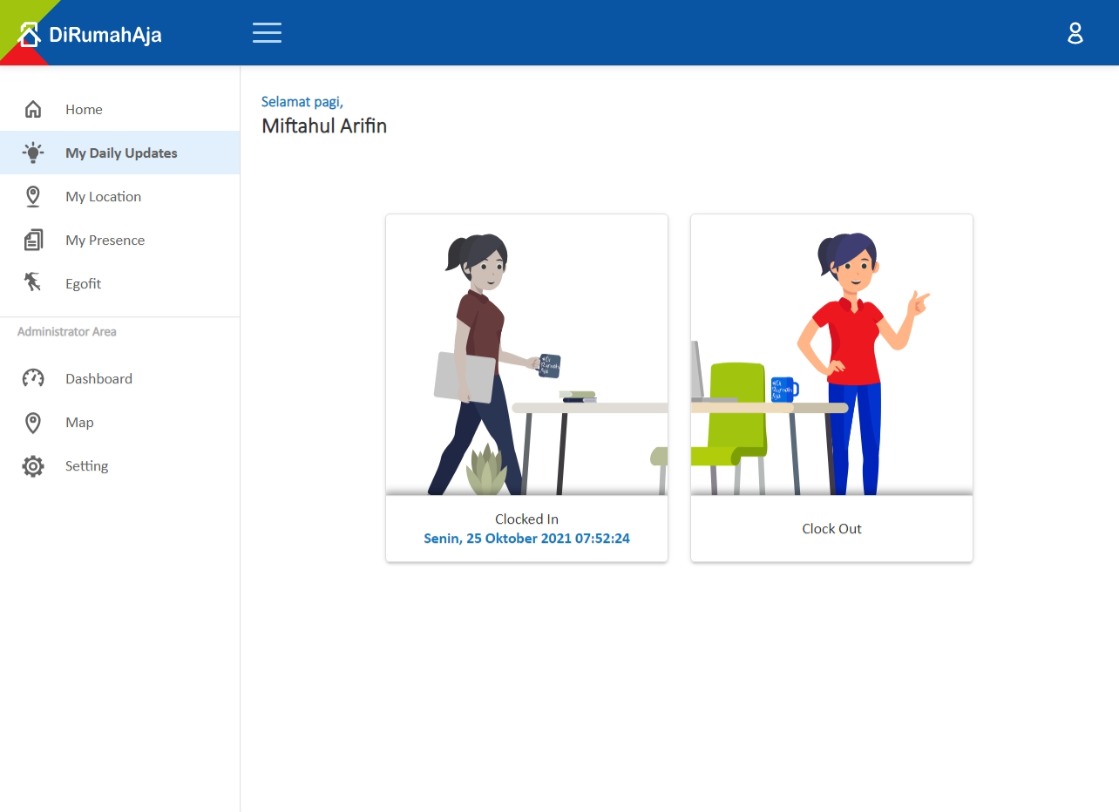 DiRumahAja
Home
My Daily Updates
My Location
My Presence
Egofit
Administrator Area
Dashboard
Map
Setting
Selamat pagi,
Miftahul Arifin
Clocked In
Senin, 25 Oktober 2021 07:52:24
Clock Out